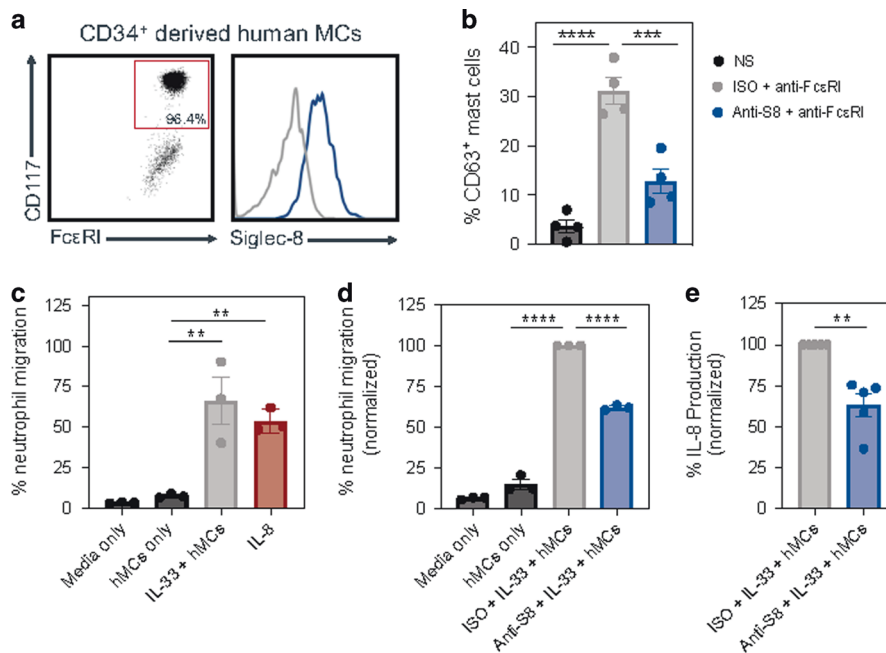 a
CD34+ derived human MCs
96.4%
CD117
FcεRI
Siglec-8
b
**** ***
40
30
20
10
0
% CD63+ mast cells
NS
ISO + anti-FcεRI
Anti-S8 + anti-FcεRI
c
125
100
75
50
25
0
% neutrophil migration
**
**
Media only
hMCs only
IL-33 + hMCs
IL-8
d
125
100
75
50
25
0
% neutrophil migration
(normalized)
**** ****
Media only
hMCs only
ISO + IL-33 + hMCs
Anti-S8 + IL-33 + hMCs
e
125
100
75
50
25
0
% IL-8 Production
(normalized)
**
ISO + IL-33 + hMCs
Anti-S8 + IL-33 + hMCs